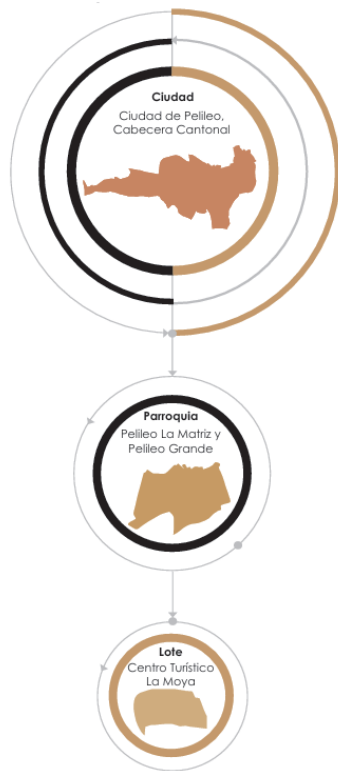 Ciudad
Ciudad de Pelileo,
Cabecera Cantonal
Parroquia
Pelileo La Matriz y
Pelileo Grande
Lote
Centro Turístico
La Moya